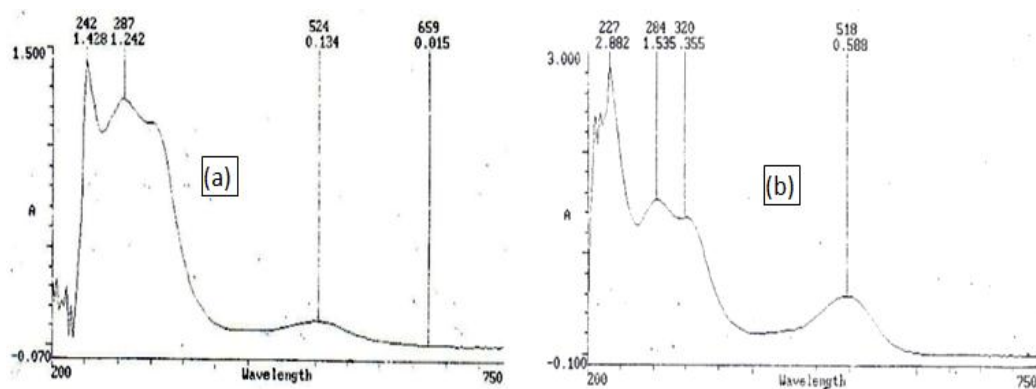 242 287 524 659
1.428 1.242 0.134 0.015
1.500
(a)
A
-0.070
200 Wavelength 750
227 284 320 518
2.882 1.535 .355 0.588
3.000
(b)
A
-0.100
200 Wavelength 750